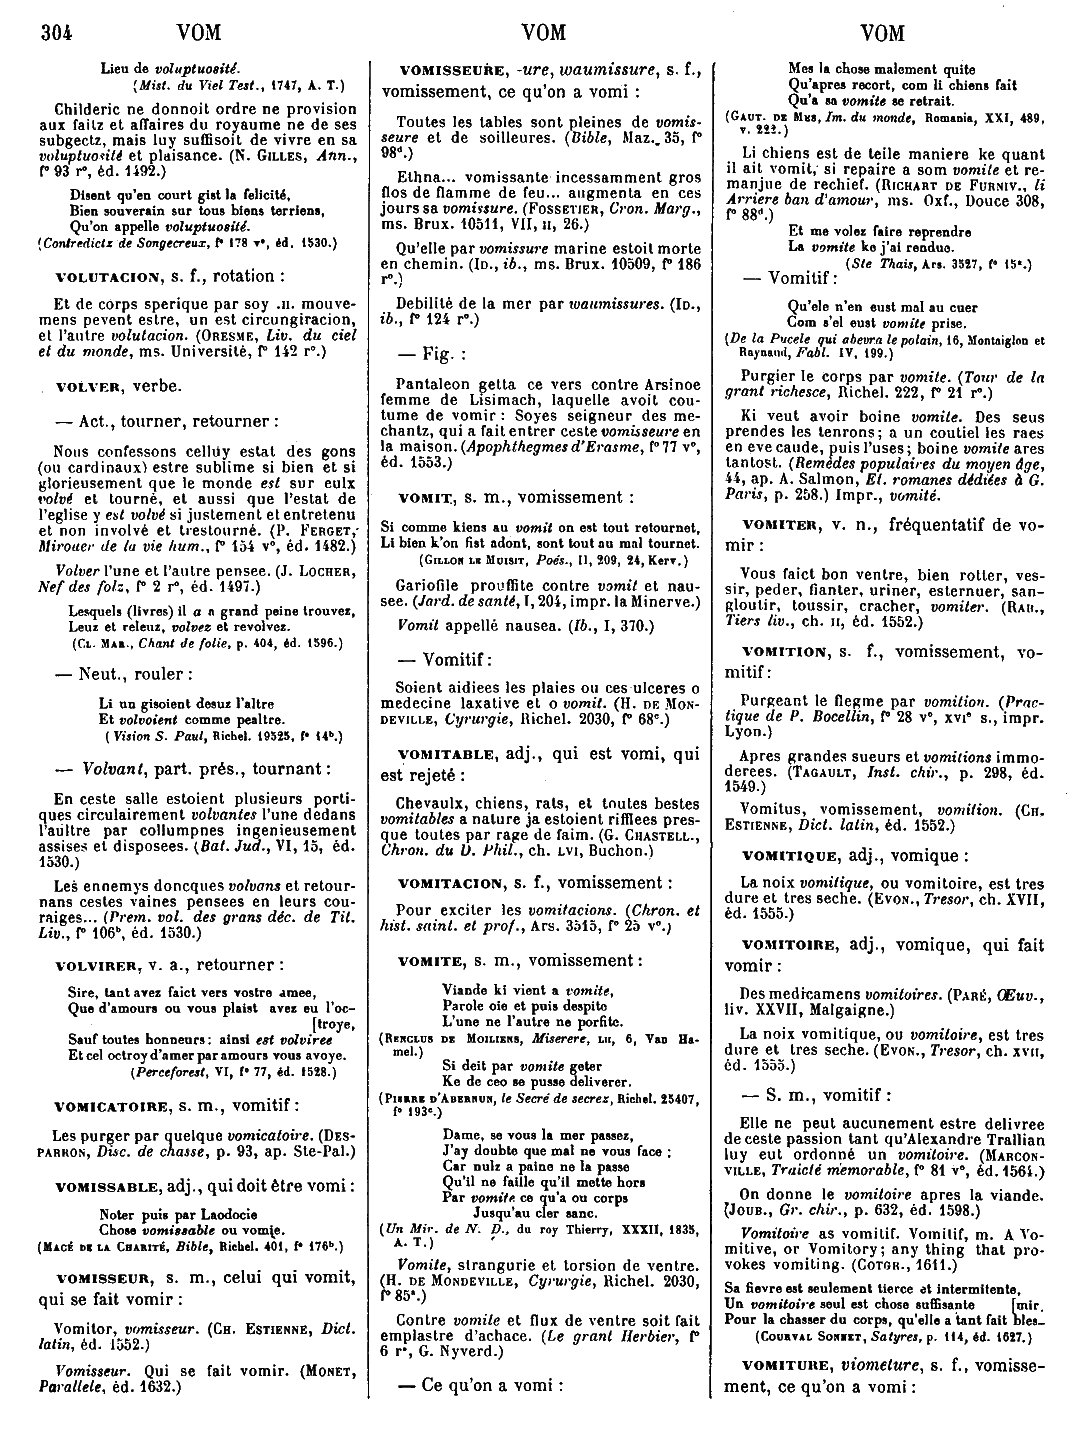 304 VOM VOM VOM
Lieu de voluptuosité.
(Mist. du Viel Test., 1747, A. T.)
Childeric ne donnoit ordre ne provision
aux faitz et affaires du royaume ne de ses
subgectz, mais luy suffisoit de vivre en sa
voluptuosité et plaisance. (N. GILLES, Ann.,
f° 93 r°, éd. 1492.)
Disent qu'en court gist la felicité,
Bien souverain sur tous biens terriens,
Qu'on appelle voluptuosité.
(Contredictz de Songecreux, f° 178 v°, éd. 1530.)
VOLUTACION, s. f., rotation :
Et de corps sperique par soy .II. mouve-
mens pevent estre, un est circungiracion,
et l'autre volutacion. (ORESME, Liv. du ciel
et du monde, ms. Université, f° 142 r°.)
VOLVER, verbe.
— Act., tourner, retourner :
Nous confessons celluy estat des gons
(ou cardinaux) estre sublime si bien et si
glorieusement que le monde est sur eulx
volvé et tourné, et aussi que l'estat de
l'eglise y est volvé si justement et entretenu
et non involvé et trestourné. (P. FERGET,
Mirouer de la vie hum., f° 154 v°, éd. 1482.)
Volver l'une et l'autre pensee. (J. LOCHER,
Nef des folz, f° 2 r°, éd. 1497.)
Lesquels (livres) il a a grand peine trouvez,
Leuz et releuz, volvez et revolvez.
(CL. MAR., Chant de folie, p. 404, éd. 1596.)
— Neut., rouler :
Li un gisoient desuz l'altre
Et volvoient comme pealtre.
(Vision S. Paul, Richel. 19525, f° 14ᵇ.)
— Volvant, part. prés., tournant :
En ceste salle estoient plusieurs porti-
ques circulairement volvantes l'une dedans
l'aultre par collumpnes ingenieusement
assises et disposees. (Bat. Jud., VI, 15, éd.
1530.)
Les ennemys doncques volvans et retour-
nans cestes vaines pensees en leurs cou-
raiges... (Prem. vol. des grans déc. de Tit.
Liv., f° 106ᵇ, éd. 1530.)
VOLVIRER, v. a., retourner :
Sire, tant avez faict vers vostre amee,
Que d'amours ou vous plaist avez eu l'oc-
[troye,
Sauf toutes honneurs : ainsi est volviree
Et cel octroy d'amer par amours vous avoye.
(Perceforest, VI, f° 77, éd. 1528.)
VOMICATOIRE, s. m., vomitif :
Les purger par quelque vomicatoire. (DES-
PARRON, Disc. de chasse, p. 93, ap. Ste-Pal.)
VOMISSABLE, adj., qui doit être vomi :
Noter puis par Laodocie
Chose vomissable ou vomie.
(MACÉ DE LA CHARITÉ, Bible, Richel. 401, f° 176ᵇ.)
VOMISSEUR, s. m., celui qui vomit,
qui se fait vomir :
Vomitor, vomisseur. (CH. ESTIENNE, Dict.
latin, éd. 1552.)
Vomisseur. Qui se fait vomir. (MONET,
Parallele, éd. 1632.)
VOMISSEURE, -ure, waumissure, s. f.,
vomissement, ce qu'on a vomi :
Toutes les tables sont pleines de vomis-
seure et de soilleures. (Bible, Maz. 35, f°
98ᵈ.)
Ethna... vomissante incessamment gros
flos de flamme de feu... augmenta en ces
jours sa vomissure. (FOSSETIER, Cron. Marg.,
ms. Brux. 10511, VII, II, 26.)
Qu'elle par vomissure marine estoit morte
en chemin. (ID., ib., ms. Brux. 10509, f° 186
r°.)
Debilité de la mer par waumissures. (ID.,
ib., f° 124 r°.)
— Fig. :
Pantaleon getta ce vers contre Arsinoe
femme de Lisimach, laquelle avoit cou-
tume de vomir : Soyes seigneur des me-
chantz, qui a fait entrer ceste vomisseure en
la maison. (Apophthegmes d'Erasme, f° 77 v°,
éd. 1553.)
VOMIT, s. m., vomissement :
Si comme kiens au vomit on est tout retournet,
Li bien k'on fist adont, sont tout au mal tournet.
(GILLON LE MUISIT, Poés., II, 209, 24, Kerv.)
Gariofile prouffite contre vomit et nau-
see. (Jard. de santé, I, 204, impr. la Minerve.)
Vomit appellé nausea. (Ib., I, 370.)
— Vomitif :
Soient aidiees les plaies ou ces ulceres o
medecine laxative et o vomit. (H. DE MON-
DEVILLE, Cyrurgie, Richel. 2030, f° 68ᶜ.)
VOMITABLE, adj., qui est vomi, qui
est rejeté :
Chevaulx, chiens, rats, et toutes bestes
vomitables a nature ja estoient rifflees pres-
que toutes par rage de faim. (G. CHASTELL.,
Chron. du D. Phil., ch. LVI, Buchon.)
VOMITACION, s. f., vomissement :
Pour exciter les vomitacions. (Chron. et
hist. saint. et prof., Ars. 3515, f° 25 v°.)
VOMITE, s. m., vomissement :
Viande ki vient a vomite,
Parole oie et puis despite
L'une ne l'autre ne porfite.
(RENCLUS DE MOILIENS, Miserere, LII, 6, Van Ha-
mel.)
Si deit par vomite geter
Ke de ceo se pusse deliverer.
(PIERRE D'ABERNUN, le Secré de secrez, Richel. 25407,
f° 193ᶜ.)
Dame, se vous la mer passez,
J'ay doubte que mal ne vous face ;
Car nulz a paine ne la passe
Qu'il ne faille qu'il mette hors
Par vomite ce qu'a ou corps
Jusqu'au cler sanc.
(Un Mir. de N. D., du roy Thierry, XXXII, 1835,
A. T.)
Vomite, strangurie et torsion de ventre.
(H. DE MONDEVILLE, Cyrurgie, Richel. 2030,
f° 85ᵃ.)
Contre vomite et flux de ventre soit fait
emplastre d'achace. (Le grant Herbier, f°
6 r°, G. Nyverd.)
— Ce qu'on a vomi :
Mes la chose malement quite
Qu'apres recort, com li chiens fait
Qu'a sa vomite se retrait.
(GAUT. DE MES, Im. du monde, Romania, XXI, 489,
v. 222.)
Li chiens est de teile maniere ke quant
il ait vomit, si repaire a som vomite et re-
manjue de rechief. (RICHART DE FURNIV., li
Arriere ban d'amour, ms. Oxf., Douce 308,
f° 88ᵈ.)
Et me volez faire reprendre
La vomite ke j'ai rendue.
(Ste Thais, Ars. 3527, f° 15ᵃ.)
— Vomitif :
Qu'ele n'en eust mal au cuer
Com s'el eust vomite prise.
(De la Pucele qui abevra le polain, 16, Montaiglon et
Raynaud, Fabl. IV, 199.)
Purgier le corps par vomite. (Tour de la
grant richesce, Richel. 222, f° 21 r°.)
Ki veut avoir boine vomite. Des seus
prendes les tenrons ; a un coutiel les raes
en eve caude, puis l'uses ; boine vomite ares
tantost. (Remèdes populaires du moyen âge,
44, ap. A. Salmon, Et. romanes dédiées à G.
Paris, p. 258.) Impr., vomité.
VOMITER, v. n., fréquentatif de vo-
mir :
Vous faict bon ventre, bien rotter, ves-
sir, peder, fianter, uriner, esternuer, san-
gloutir, toussir, cracher, vomiter. (RAB.,
Tiers liv., ch. II, éd. 1552.)
VOMITION, s. f., vomissement, vo-
mitif :
Purgeant le flegme par vomition. (Prac-
tique de P. Bocellin, f° 28 v°, XVIᵉ s., impr.
Lyon.)
Apres grandes sueurs et vomitions immo-
derees. (TAGAULT, Inst. chir., p. 298, éd.
1549.)
Vomitus, vomissement, vomition. (CH.
ESTIENNE, Dict. latin, éd. 1552.)
VOMITIQUE, adj., vomique :
La noix vomitique, ou vomitoire, est tres
dure et tres seche. (EVON., Tresor, ch. XVII,
éd. 1555.)
VOMITOIRE, adj., vomique, qui fait
vomir :
Des medicamens vomitoires. (PARÉ, Œuv.,
liv. XXVII, Malgaigne.)
La noix vomitique, ou vomitoire, est tres
dure et tres seche. (EVON., Tresor, ch. XVII,
éd. 1555.)
— S. m., vomitif :
Elle ne peut aucunement estre delivree
de ceste passion tant qu'Alexandre Trallian
luy eut ordonné un vomitoire. (MARCON-
VILLE, Traicté memorable, f° 81 v°, éd. 1564.)
On donne le vomitoire apres la viande.
(JOUB., Gr. chir., p. 632, éd. 1598.)
Vomitoire as vomitif. Vomitif, m. A Vo-
mitive, or Vomitory ; any thing that pro-
vokes vomiting. (COTGR., 1611.)
Sa fievre est seulement tierce et intermitente,
Un vomitoire seul est chose suffisante [mir.
Pour la chasser du corps, qu'elle a tant fait bles-
(COURVAL SONNET, Satyres, p. 114, éd. 1627.)
VOMITURE, viometure, s. f., vomisse-
ment, ce qu'on a vomi :